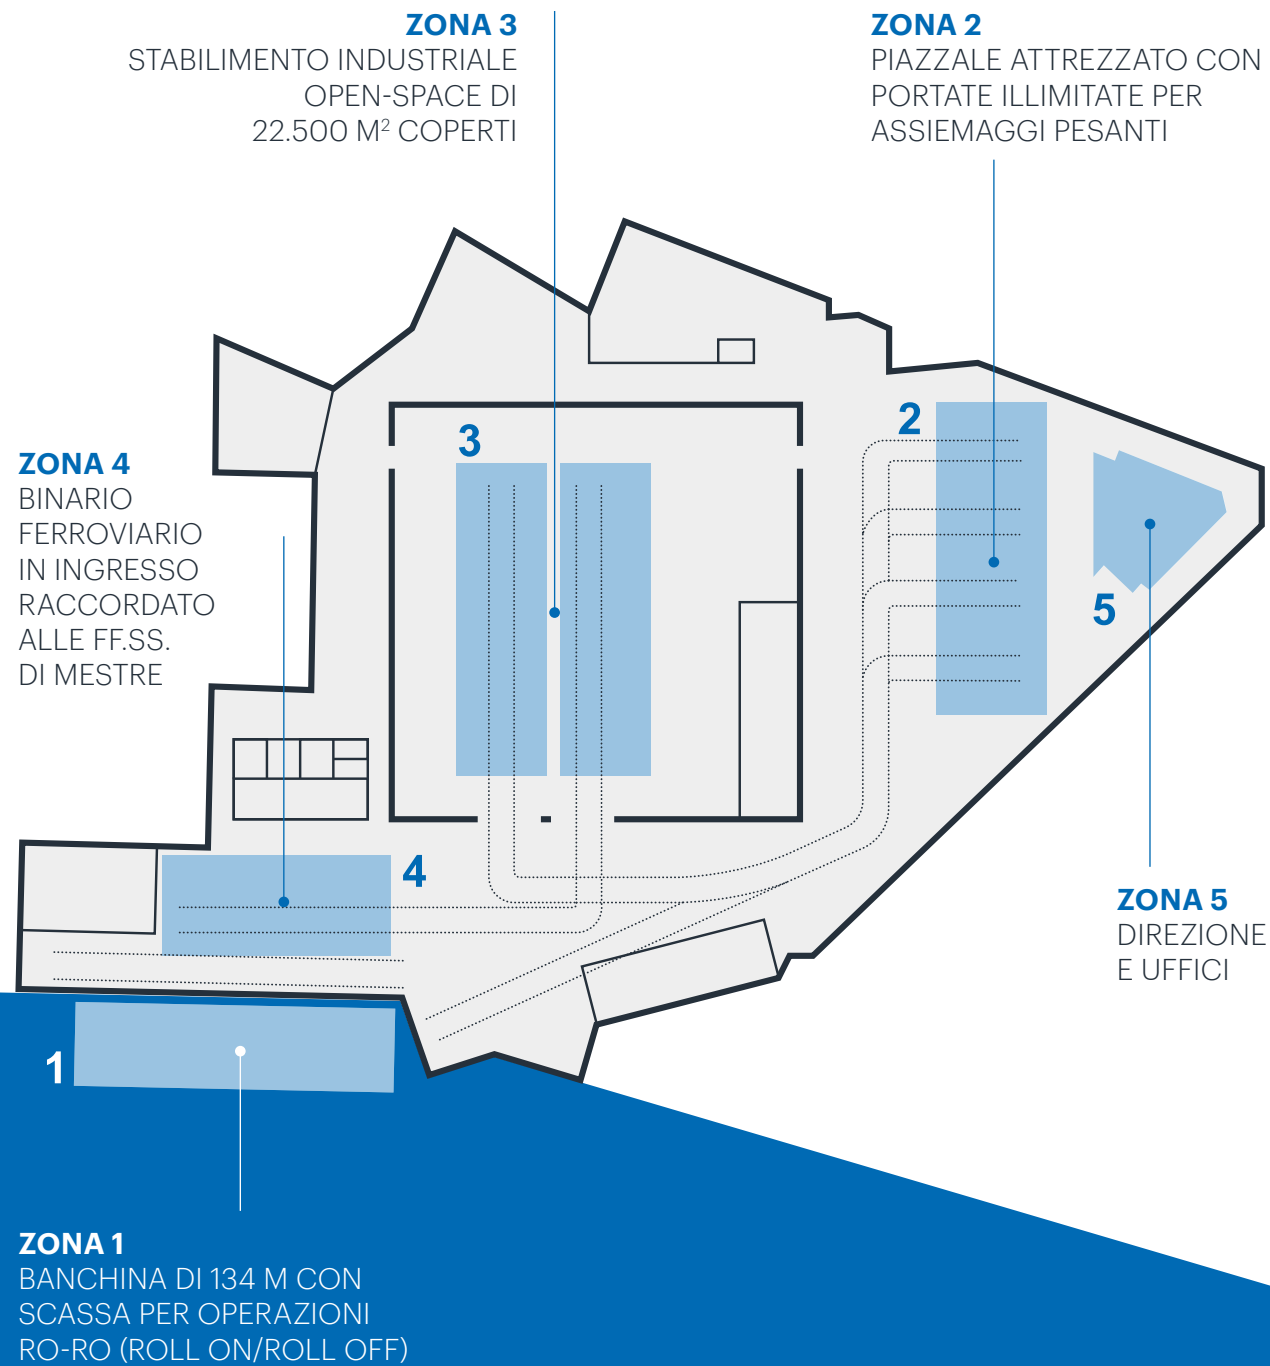 ZONA 3
STABILIMENTO INDUSTRIALE
OPEN-SPACE DI
22.500 M² COPERTI
ZONA 2
PIAZZALE ATTREZZATO CON
PORTATE ILLIMITATE PER
ASSIEMAGGI PESANTI
3
2
ZONA 4
BINARIO
FERROVIARIO
IN INGRESSO
RACCORDATO
ALLE FF.SS.
DI MESTRE
5
4
ZONA 5
DIREZIONE
E UFFICI
1
ZONA 1
BANCHINA DI 134 M CON
SCASSA PER OPERAZIONI
RO-RO (ROLL ON/ROLL OFF)